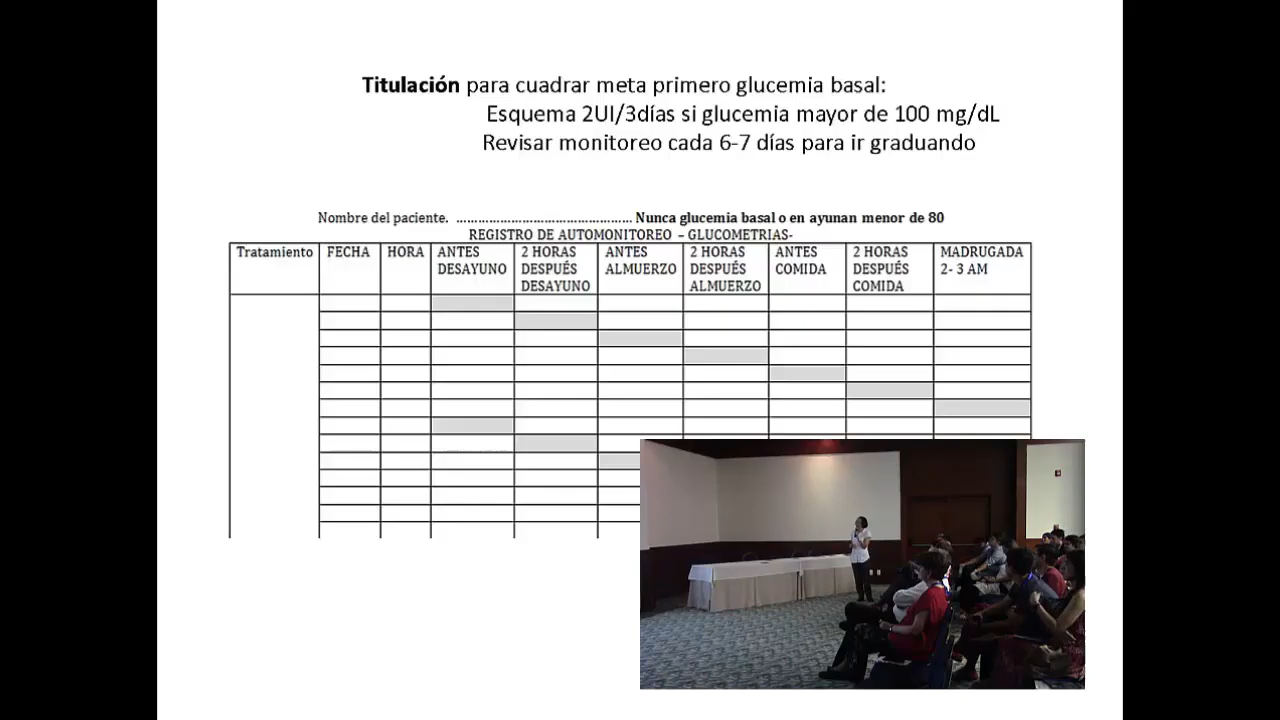 Titulación para cuadrar meta primero glucemia basal:
Esquema 2UI/3días si glucemia mayor de 100 mg/dL
Revisar monitoreo cada 6-7 días para ir graduando
Nombre del paciente. ................................................ Nunca glucemia basal o en ayunan menor de 80
REGISTRO DE AUTOMONITOREO – GLUCOMETRIAS-
Tratamiento FECHA HORA ANTES 2 HORAS ANTES 2 HORAS ANTES 2 HORAS MADRUGADA
DESAYUNO DESPUÉS ALMUERZO DESPUÉS COMIDA DESPUÉS 2- 3 AM
DESAYUNO ALMUERZO COMIDA